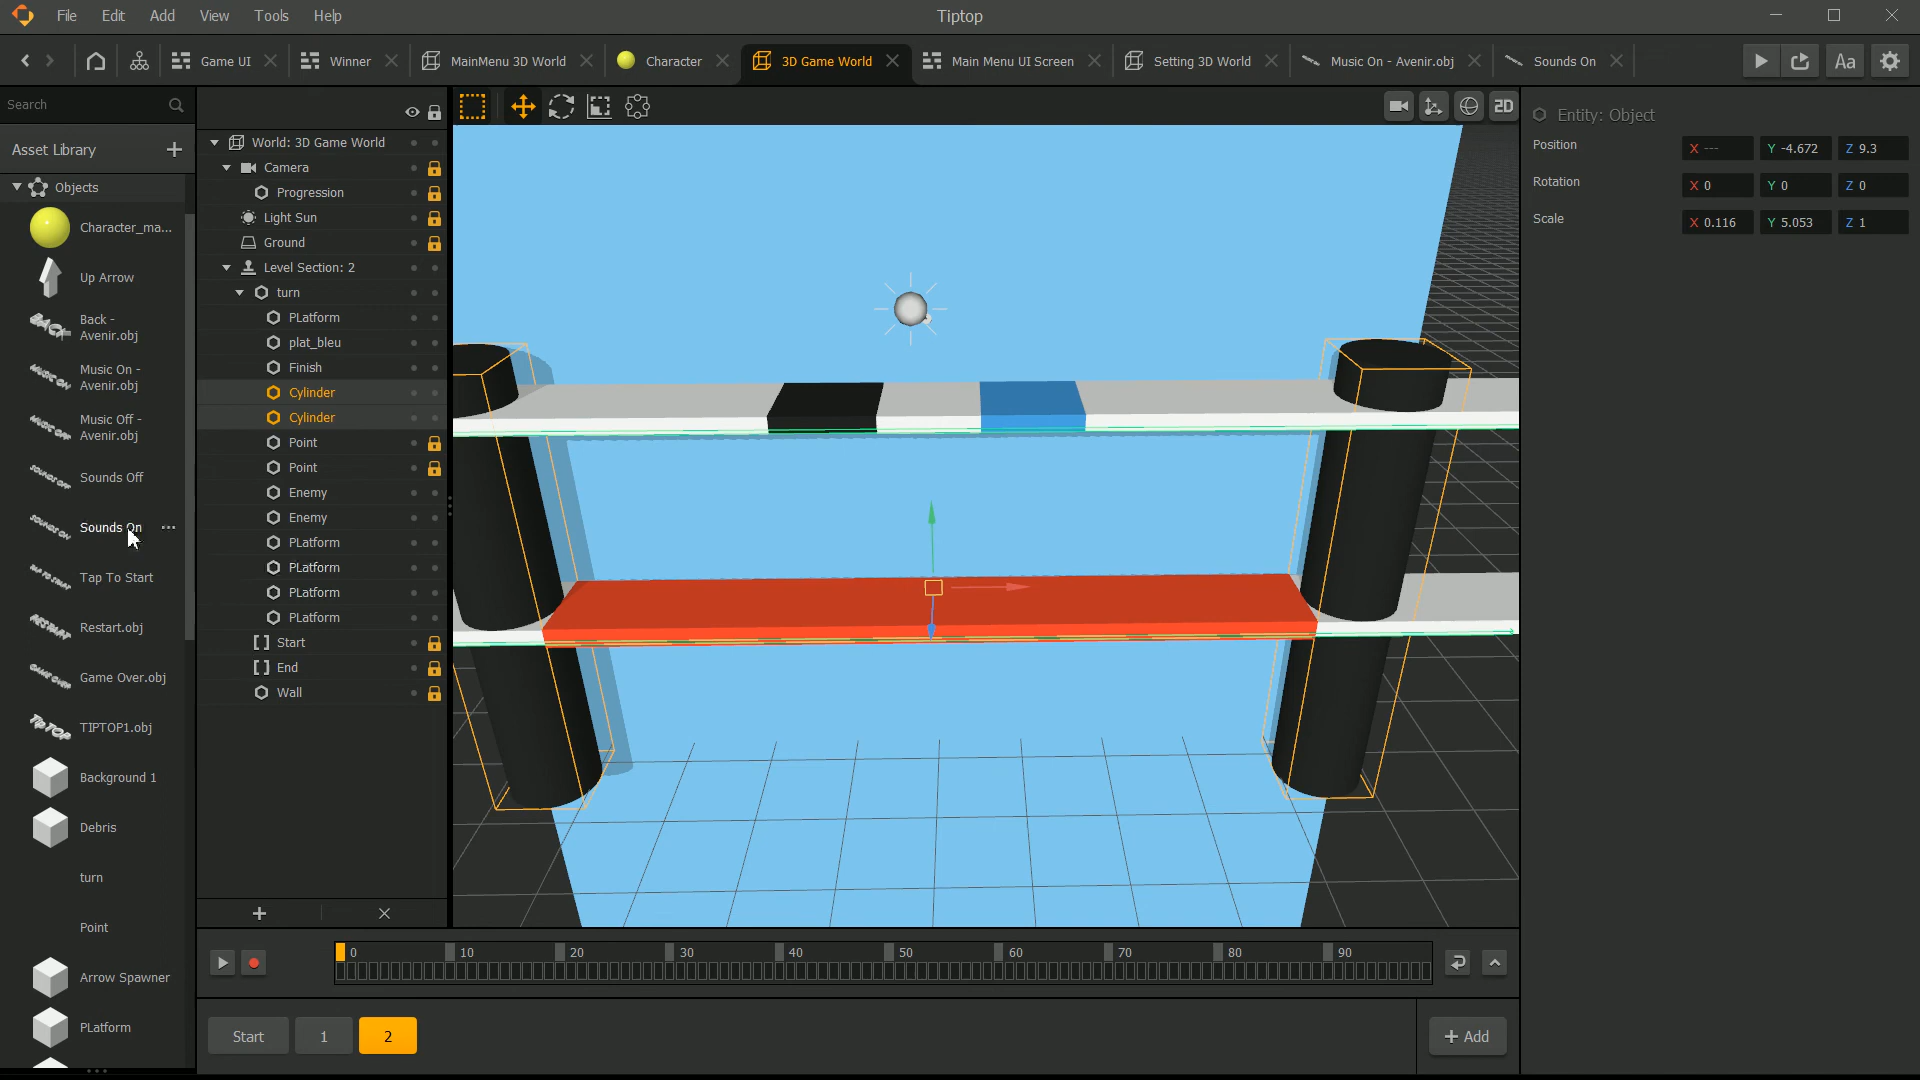 File Edit Add View Tools Help
Tiptop
Game UI Winner MainMenu 3D World Character 3D Game World Main Menu UI Screen Setting 3D World Music On - Avenir.obj Sounds On
Aa
Search
Asset Library
Objects
Character_ma...
Up Arrow
Back -
Avenir.obj
Music On -
Avenir.obj
Music Off -
Avenir.obj
Sounds Off
Sounds On
Tap To Start
Restart.obj
Game Over.obj
TIPTOP1.obj
Background 1
Debris
turn
Point
Arrow Spawner
PLatform
World: 3D Game World
Camera
Progression
Light Sun
Ground
Level Section: 2
turn
PLatform
plat_bleu
Finish
Cylinder
Cylinder
Point
Point
Enemy
Enemy
PLatform
PLatform
PLatform
PLatform
Start
End
Wall
2D
Entity: Object
Position X --- Y -4.672 Z 9.3
Rotation X 0 Y 0 Z 0
Scale X 0.116 Y 5.053 Z 1
0 10 20 30 40 50 60 70 80 90
Start 1 2
+ Add